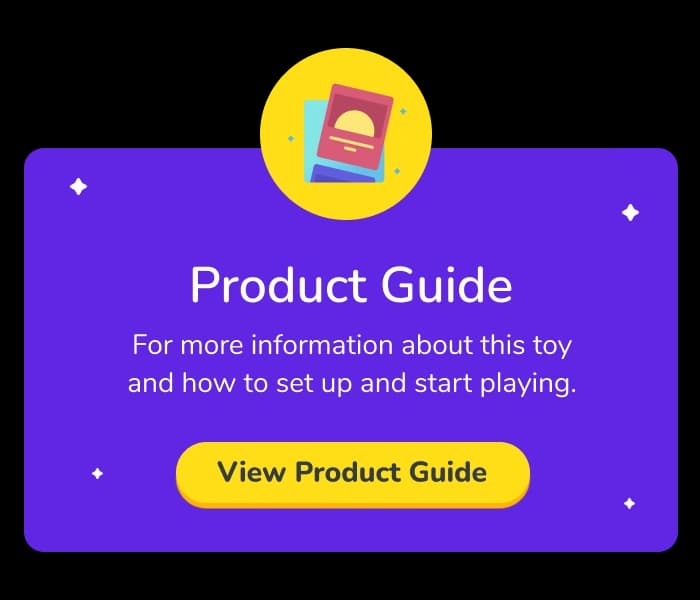 Product Guide
For more information about this toy
and how to set up and start playing.
View Product Guide